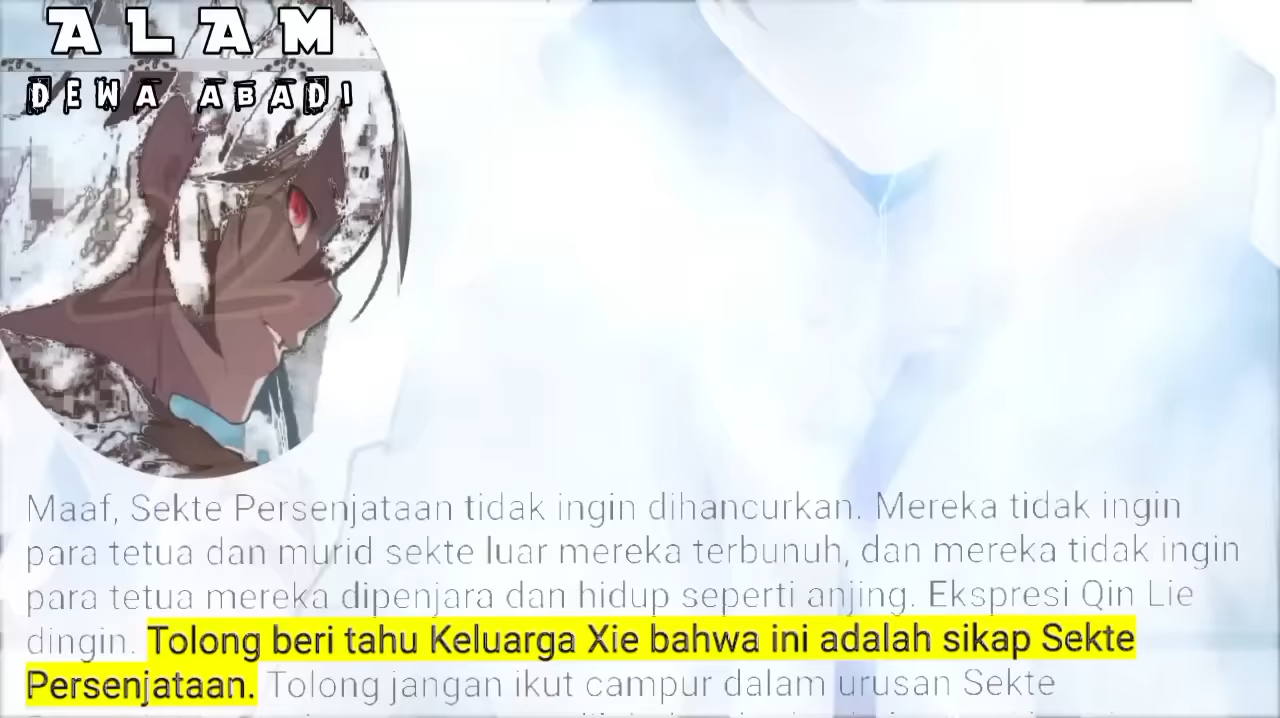 ALAM
DEWA ABADI
Maaf, Sekte Persenjataan tidak ingin dihancurkan. Mereka tidak ingin
para tetua dan murid sekte luar mereka terbunuh, dan mereka tidak ingin
para tetua mereka dipenjara dan hidup seperti anjing. Ekspresi Qin Lie
dingin. Tolong beri tahu Keluarga Xie bahwa ini adalah sikap Sekte
Persenjataan. Tolong jangan ikut campur dalam urusan Sekte